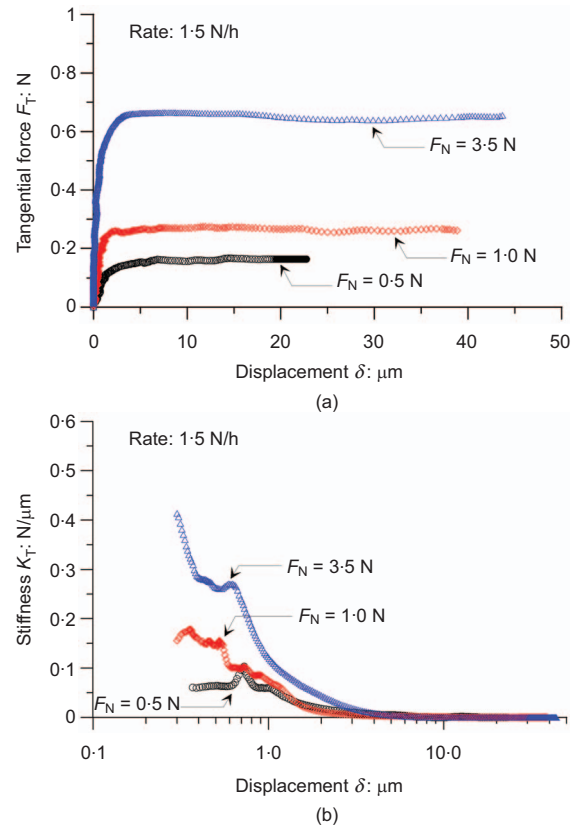 1
0·8
0·6
0·4
0·2
0
Tangential force F_T: N
Rate: 1·5 N/h
F_N = 3·5 N
F_N = 1·0 N
F_N = 0·5 N
0 10 20 30 40 50
Displacement δ: μm
(a)
0·6
0·5
0·4
0·3
0·2
0·1
0
Stiffness K_T: N/μm
Rate: 1·5 N/h
F_N = 3·5 N
F_N = 1·0 N
F_N = 0·5 N
0·1 1·0 10·0
Displacement δ: μm
(b)